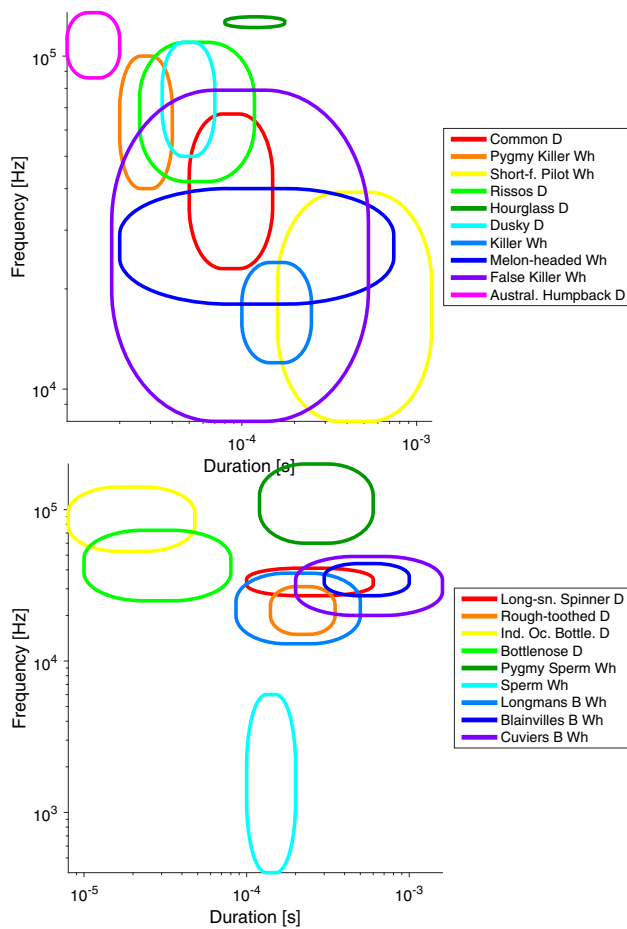 10^5
10^4
Frequency [Hz]
10^-4
10^-3
Duration [s]
Common D
Pygmy Killer Wh
Short-f. Pilot Wh
Rissos D
Hourglass D
Dusky D
Killer Wh
Melon-headed Wh
False Killer Wh
Austral. Humpback D
10^5
10^4
10^3
Frequency [Hz]
10^-5
10^-4
10^-3
Duration [s]
Long-sn. Spinner D
Rough-toothed D
Ind. Oc. Bottle. D
Bottlenose D
Pygmy Sperm Wh
Sperm Wh
Longmans B Wh
Blainvilles B Wh
Cuviers B Wh